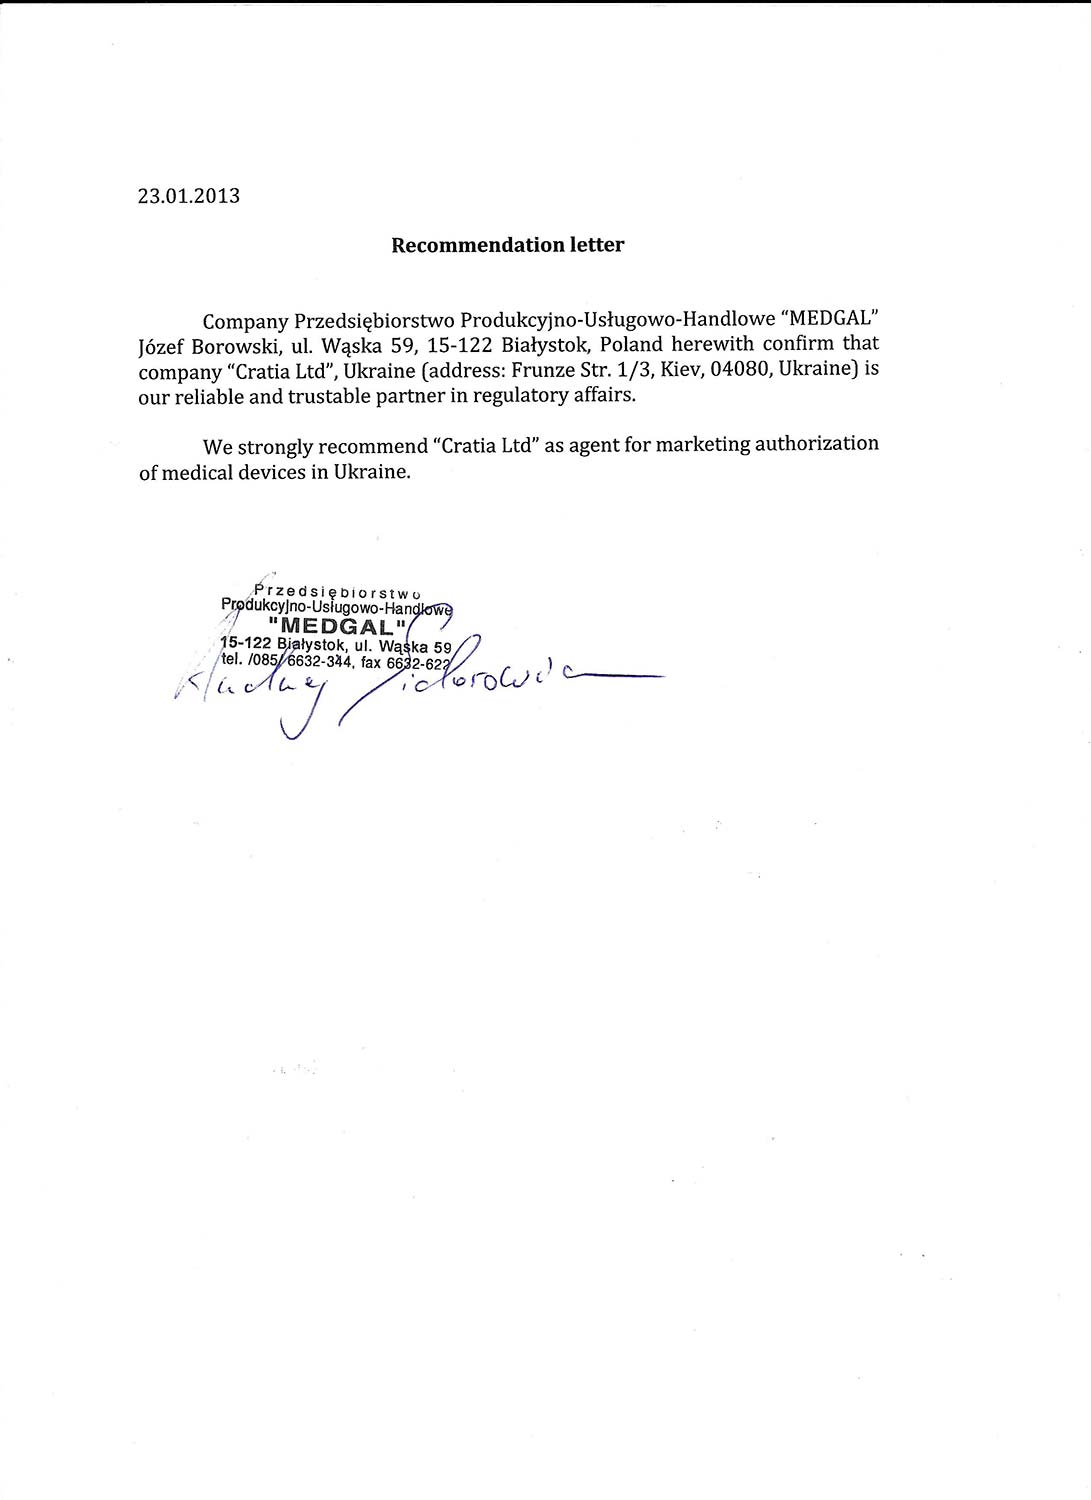 23.01.2013
Recommendation letter
Company Przedsiębiorstwo Produkcyjno-Usługowo-Handlowe “MEDGAL”
Józef Borowski, ul. Wąska 59, 15-122 Białystok, Poland herewith confirm that
company “Cratia Ltd”, Ukraine (address: Frunze Str. 1/3, Kiev, 04080, Ukraine) is
our reliable and trustable partner in regulatory affairs.
We strongly recommend “Cratia Ltd” as agent for marketing authorization
of medical devices in Ukraine.
Przedsiębiorstwo
Produkcyjno-Usługowo-Handlowe
"MEDGAL"
15-122 Białystok, ul. Wąska 59
tel. /085/6632-344, fax 6632-622